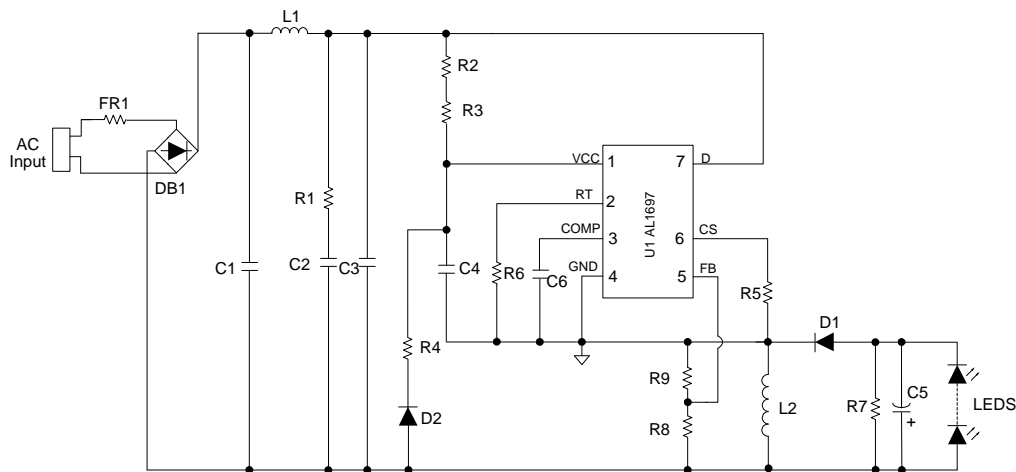 L1
R2
FR1
R3
AC
Input
VCC
1
7
D
DB1
RT
2
R1
U1 AL1697
COMP
3
6
CS
C1
C2
C3
C4
R6
C6
GND
4
5
FB
R5
D1
R4
R9
L2
R7
C5
LEDS
D2
R8
+